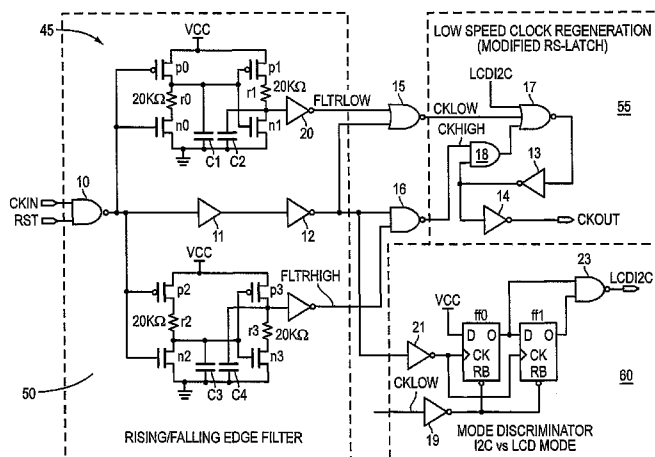 45
VCC
p0
p1
20KΩ
r0
r1
20KΩ
n0
n1
C1
C2
20
FLTRLOW
LOW SPEED CLOCK REGENERATION
(MODIFIED RS-LATCH)
LCDI2C
15
17
55
CKLOW
CKHIGH
18
13
14
CKOUT
10
CKIN
RST
11
12
16
VCC
p2
p3
20KΩ
r2
r3
20KΩ
n2
n3
C3
C4
FLTRHIGH
50
RISING/FALLING EDGE FILTER
23
LCDI2C
VCC
ff0
ff1
D O
D O
CK
CK
RB
RB
21
60
CKLOW
19
MODE DISCRIMINATOR
I2C vs LCD MODE